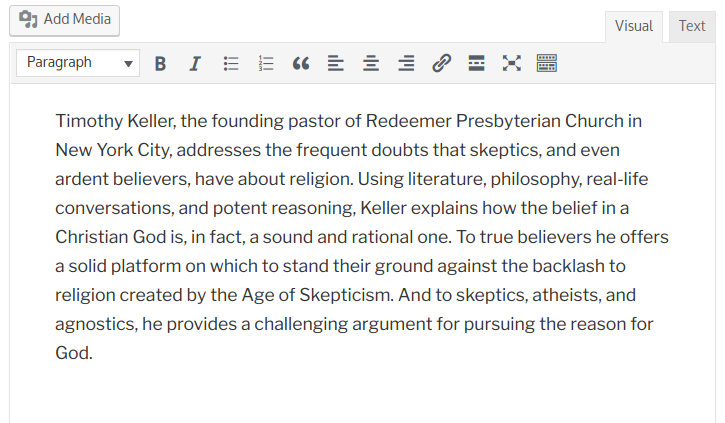 Add Media
Visual Text
Paragraph B I
Timothy Keller, the founding pastor of Redeemer Presbyterian Church in
New York City, addresses the frequent doubts that skeptics, and even
ardent believers, have about religion. Using literature, philosophy, real-life
conversations, and potent reasoning, Keller explains how the belief in a
Christian God is, in fact, a sound and rational one. To true believers he offers
a solid platform on which to stand their ground against the backlash to
religion created by the Age of Skepticism. And to skeptics, atheists, and
agnostics, he provides a challenging argument for pursuing the reason for
God.